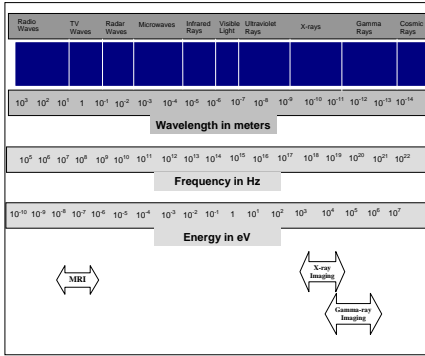 Radio Waves TV Waves Radar Waves Microwaves Infrared Rays Visible Light Ultraviolet Rays X-rays Gamma Rays Cosmic Rays
10³ 10² 10¹ 1 10⁻¹ 10⁻² 10⁻³ 10⁻⁴ 10⁻⁵ 10⁻⁶ 10⁻⁷ 10⁻⁸ 10⁻⁹ 10⁻¹⁰ 10⁻¹¹ 10⁻¹² 10⁻¹³ 10⁻¹⁴
Wavelength in meters
10⁵ 10⁶ 10⁷ 10⁸ 10⁹ 10¹⁰ 10¹¹ 10¹² 10¹³ 10¹⁴ 10¹⁵ 10¹⁶ 10¹⁷ 10¹⁸ 10¹⁹ 10²⁰ 10²¹ 10²²
Frequency in Hz
10⁻¹⁰ 10⁻⁹ 10⁻⁸ 10⁻⁷ 10⁻⁶ 10⁻⁵ 10⁻⁴ 10⁻³ 10⁻² 10⁻¹ 1 10¹ 10² 10³ 10⁴ 10⁵ 10⁶ 10⁷
Energy in eV
MRI
X-ray
Imaging
Gamma-ray
Imaging